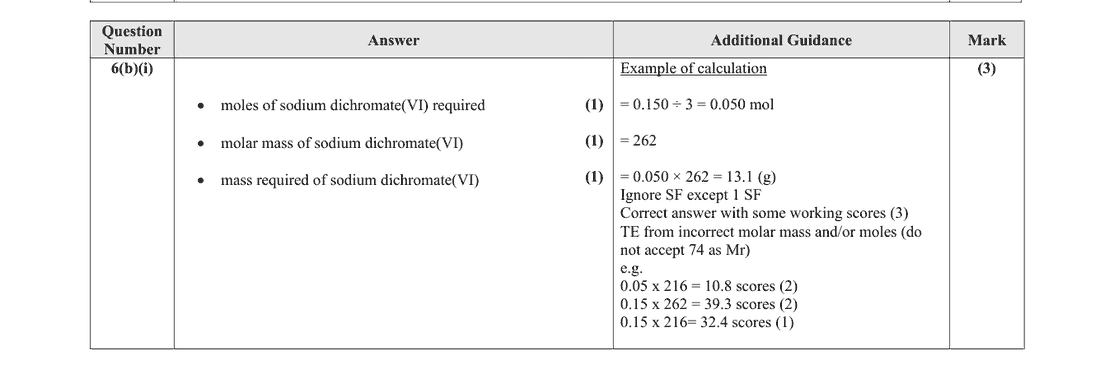 Question Number
Answer
Additional Guidance
Mark
6(b)(i)
Example of calculation
(3)
• moles of sodium dichromate(VI) required (1) = 0.150 ÷ 3 = 0.050 mol
• molar mass of sodium dichromate(VI) (1) = 262
• mass required of sodium dichromate(VI) (1) = 0.050 × 262 = 13.1 (g)
Ignore SF except 1 SF
Correct answer with some working scores (3)
TE from incorrect molar mass and/or moles (do
not accept 74 as Mr)
e.g.
0.05 x 216 = 10.8 scores (2)
0.15 x 262 = 39.3 scores (2)
0.15 x 216= 32.4 scores (1)